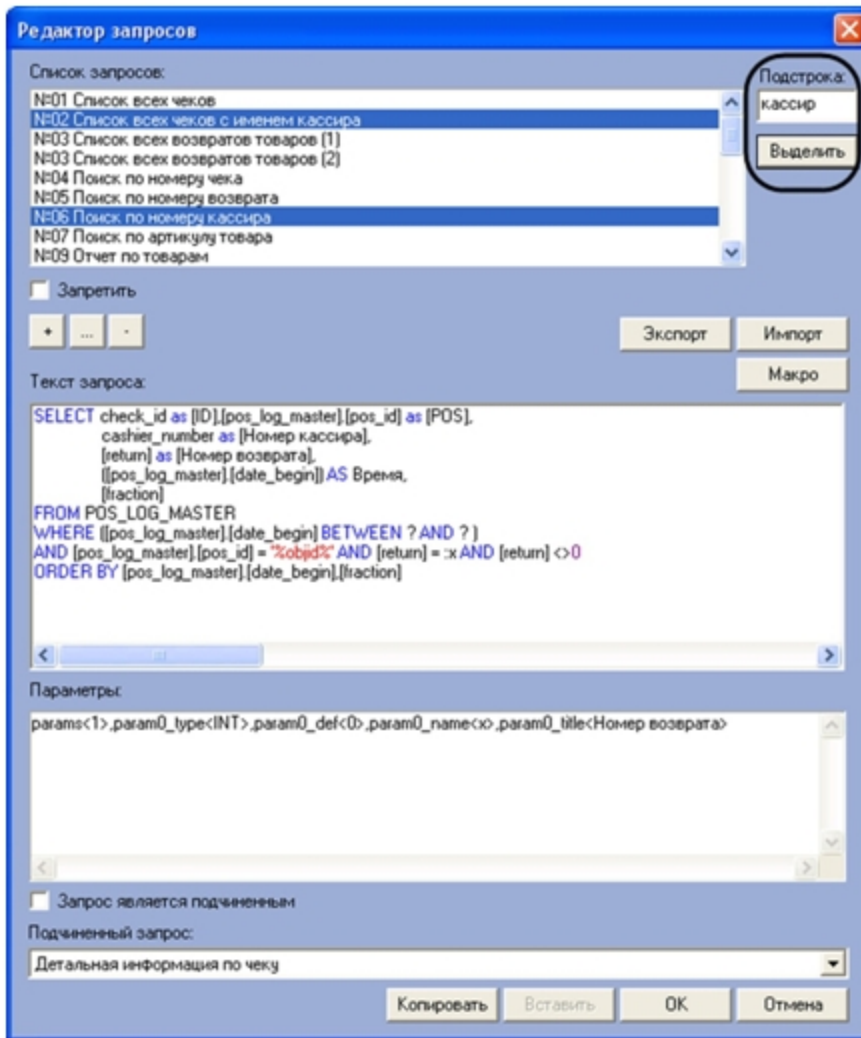 Редактор запросов
Список запросов:
Подстрока:
№01 Список всех чеков
№02 Список всех чеков с именем кассира
№03 Список всех возвратов товаров (1)
№03 Список всех возвратов товаров (2)
№04 Поиск по номеру чека
№05 Поиск по номеру возврата
№06 Поиск по номеру кассира
№07 Поиск по артикулу товара
№09 Отчет по товарам
кассир
Выделить
Запретить
+ ... -
Экспорт Импорт
Макро
Текст запроса:
SELECT check_id as [ID],[pos_log_master].[pos_id] as [POS],
cashier_number as [Номер кассира],
[return] as [Номер возврата],
([pos_log_master].[date_begin]) AS Время,
[fraction]
FROM POS_LOG_MASTER
WHERE ([pos_log_master].[date_begin] BETWEEN ? AND ? )
AND [pos_log_master].[pos_id] = '%objid%' AND [return] = :x AND [return] <>0
ORDER BY [pos_log_master].[date_begin],[fraction]
Параметры:
params<1>,param0_type<INT>,param0_def<0>,param0_name<x>,param0_title<Номер возврата>
Запрос является подчиненным
Подчиненный запрос:
Детальная информация по чеку
Копировать Вставить OK Отмена